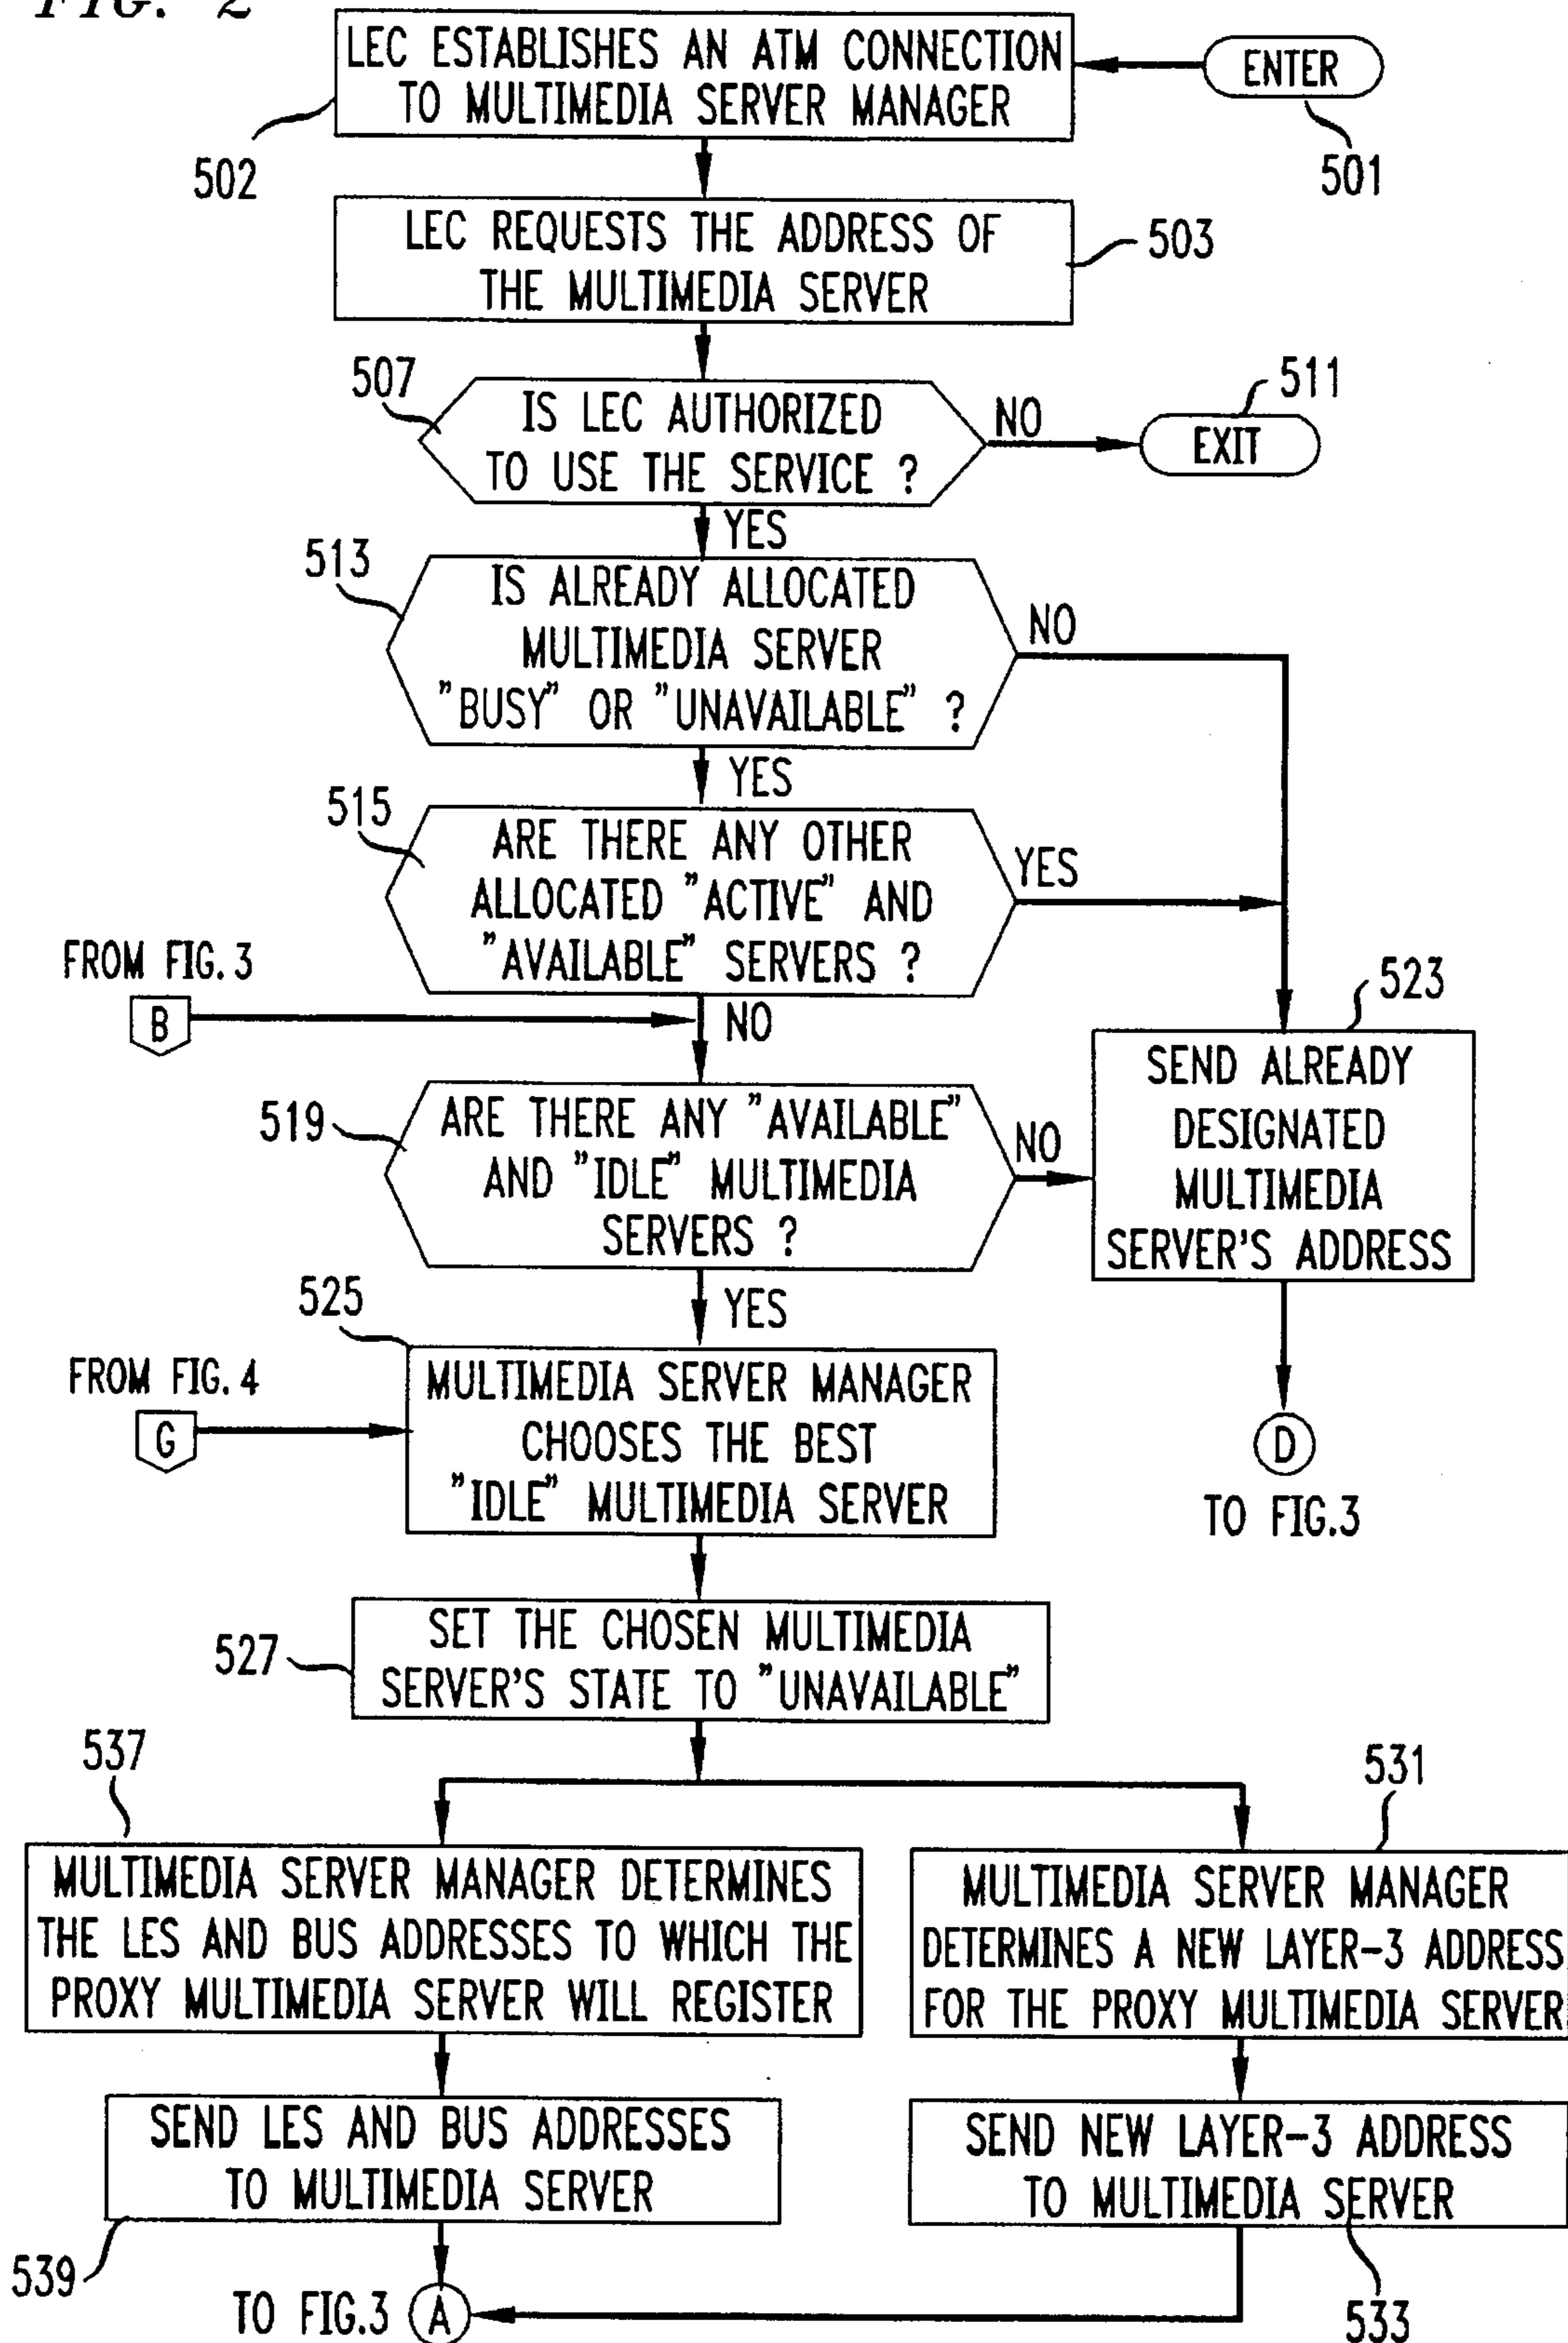 FIG. 2
LEC ESTABLISHES AN ATM CONNECTION
TO MULTIMEDIA SERVER MANAGER
ENTER
502
501
LEC REQUESTS THE ADDRESS OF
THE MULTIMEDIA SERVER
503
507
IS LEC AUTHORIZED
TO USE THE SERVICE ?
NO
511
EXIT
YES
513
IS ALREADY ALLOCATED
MULTIMEDIA SERVER
"BUSY" OR "UNAVAILABLE" ?
NO
YES
515
ARE THERE ANY OTHER
ALLOCATED "ACTIVE" AND
"AVAILABLE" SERVERS ?
YES
FROM FIG. 3
B
NO
523
SEND ALREADY
DESIGNATED
MULTIMEDIA
SERVER'S ADDRESS
519
ARE THERE ANY "AVAILABLE"
AND "IDLE" MULTIMEDIA
SERVERS ?
NO
YES
525
FROM FIG. 4
G
MULTIMEDIA SERVER MANAGER
CHOOSES THE BEST
"IDLE" MULTIMEDIA SERVER
D
TO FIG.3
527
SET THE CHOSEN MULTIMEDIA
SERVER'S STATE TO "UNAVAILABLE"
537
531
MULTIMEDIA SERVER MANAGER DETERMINES
THE LES AND BUS ADDRESSES TO WHICH THE
PROXY MULTIMEDIA SERVER WILL REGISTER
MULTIMEDIA SERVER MANAGER
DETERMINES A NEW LAYER-3 ADDRESS
FOR THE PROXY MULTIMEDIA SERVER
SEND LES AND BUS ADDRESSES
TO MULTIMEDIA SERVER
SEND NEW LAYER-3 ADDRESS
TO MULTIMEDIA SERVER
539
TO FIG.3
A
533